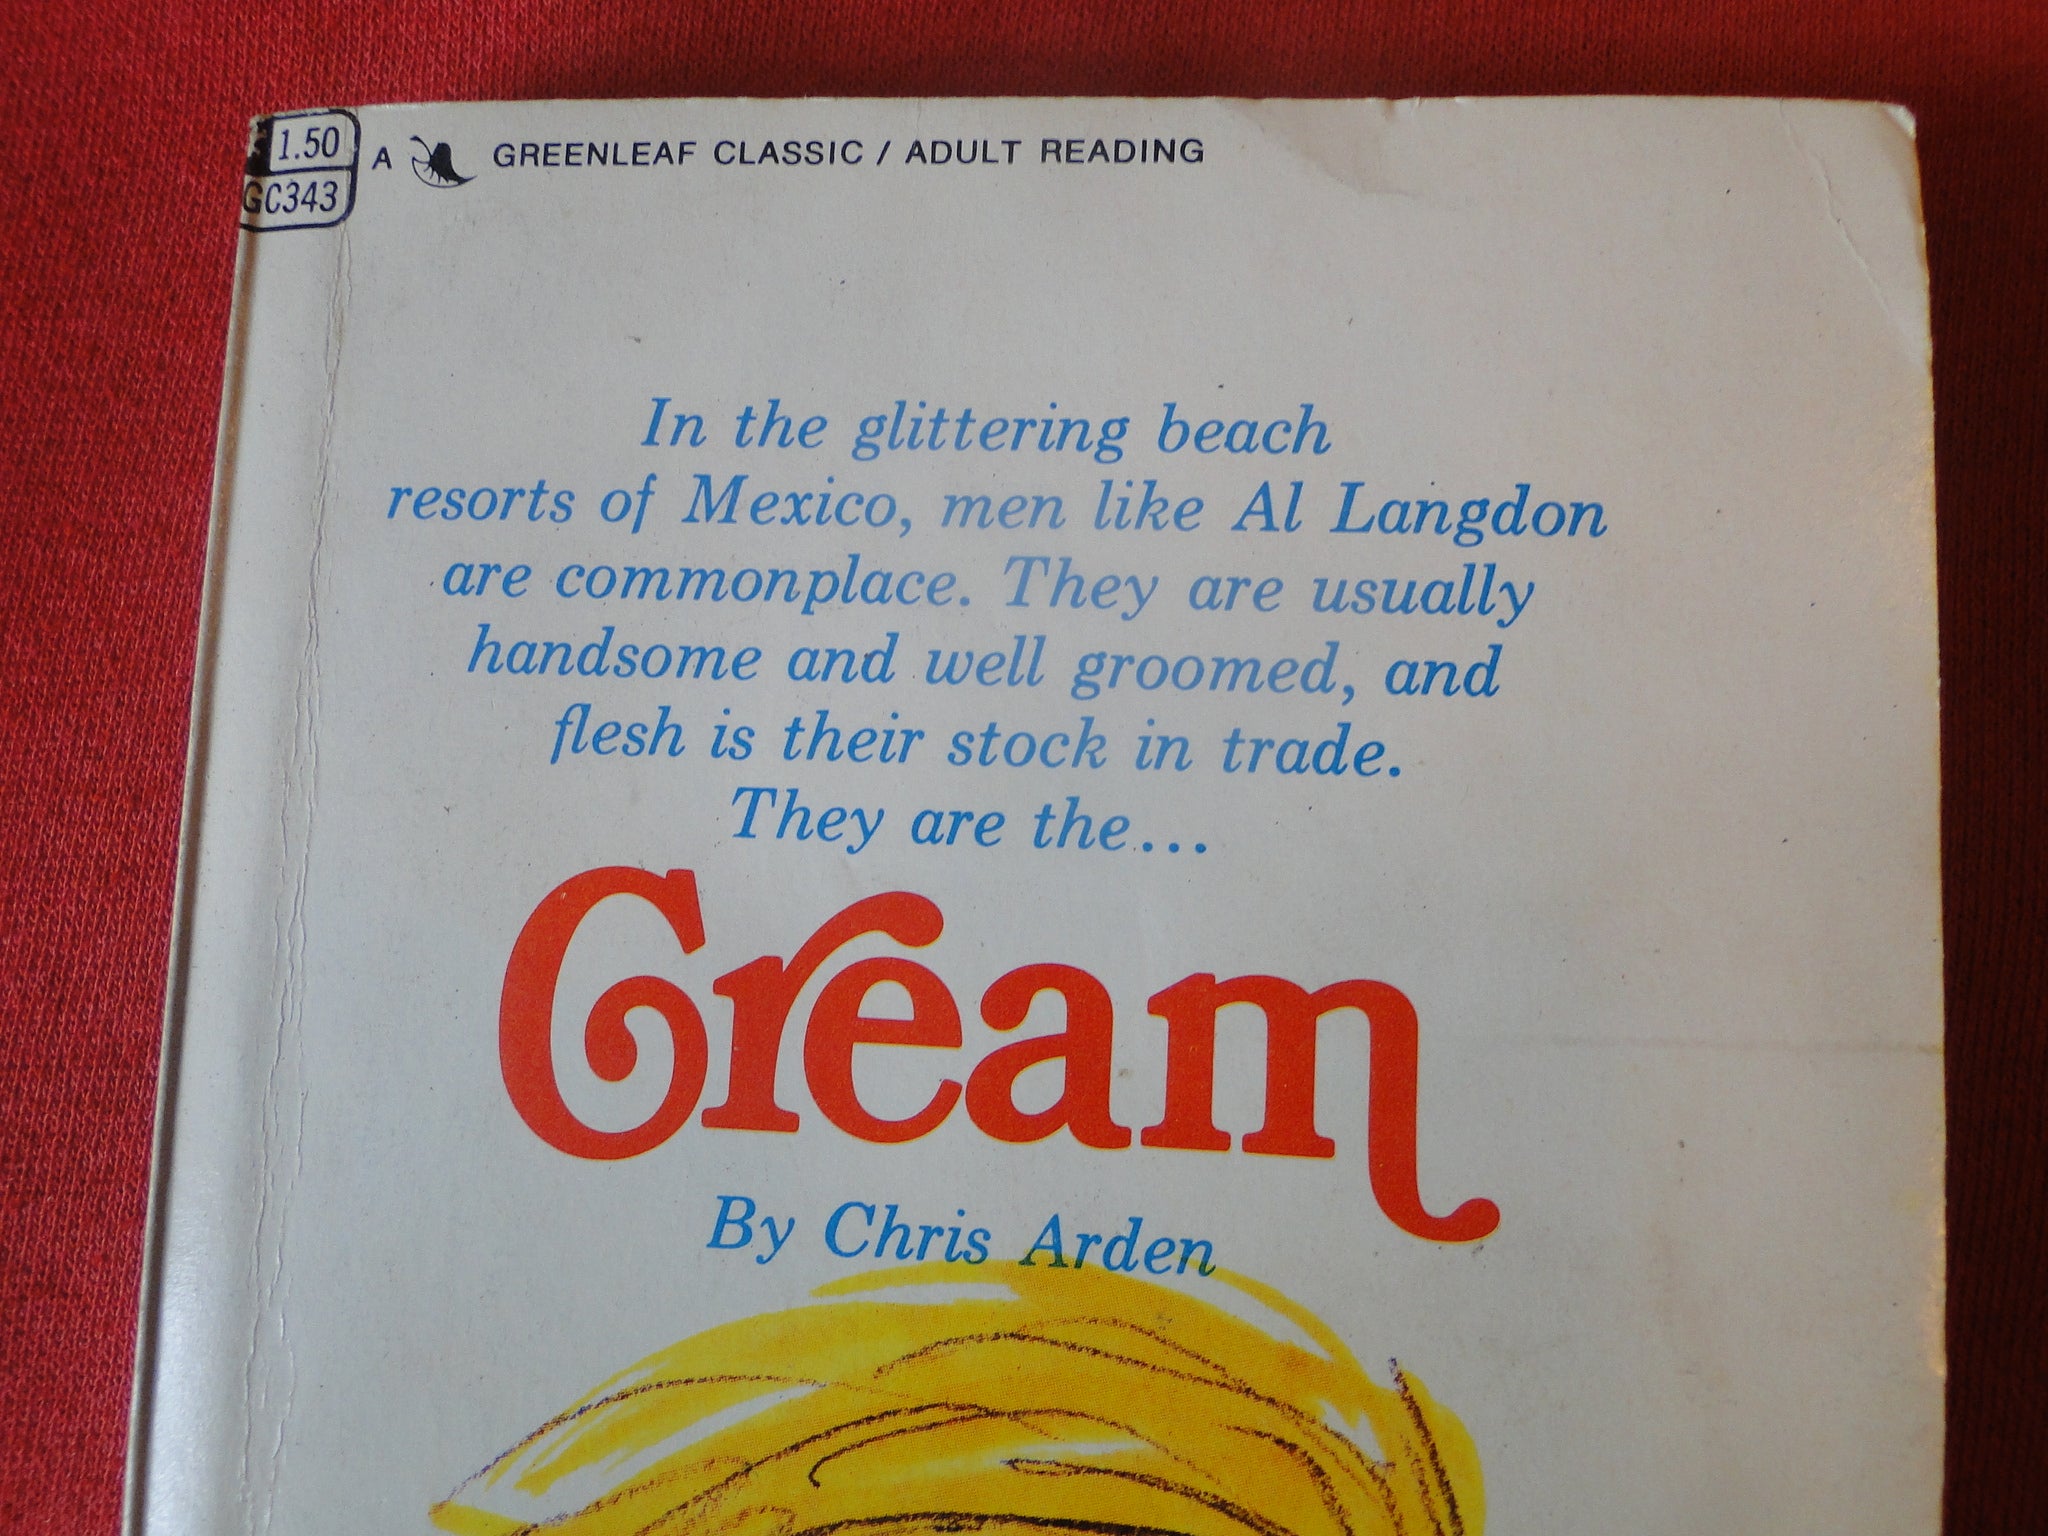 1.50
GC343
A GREENLEAF CLASSIC / ADULT READING
In the glittering beach
resorts of Mexico, men like Al Langdon
are commonplace. They are usually
handsome and well groomed, and
flesh is their stock in trade.
They are the...
Cream
By Chris Arden